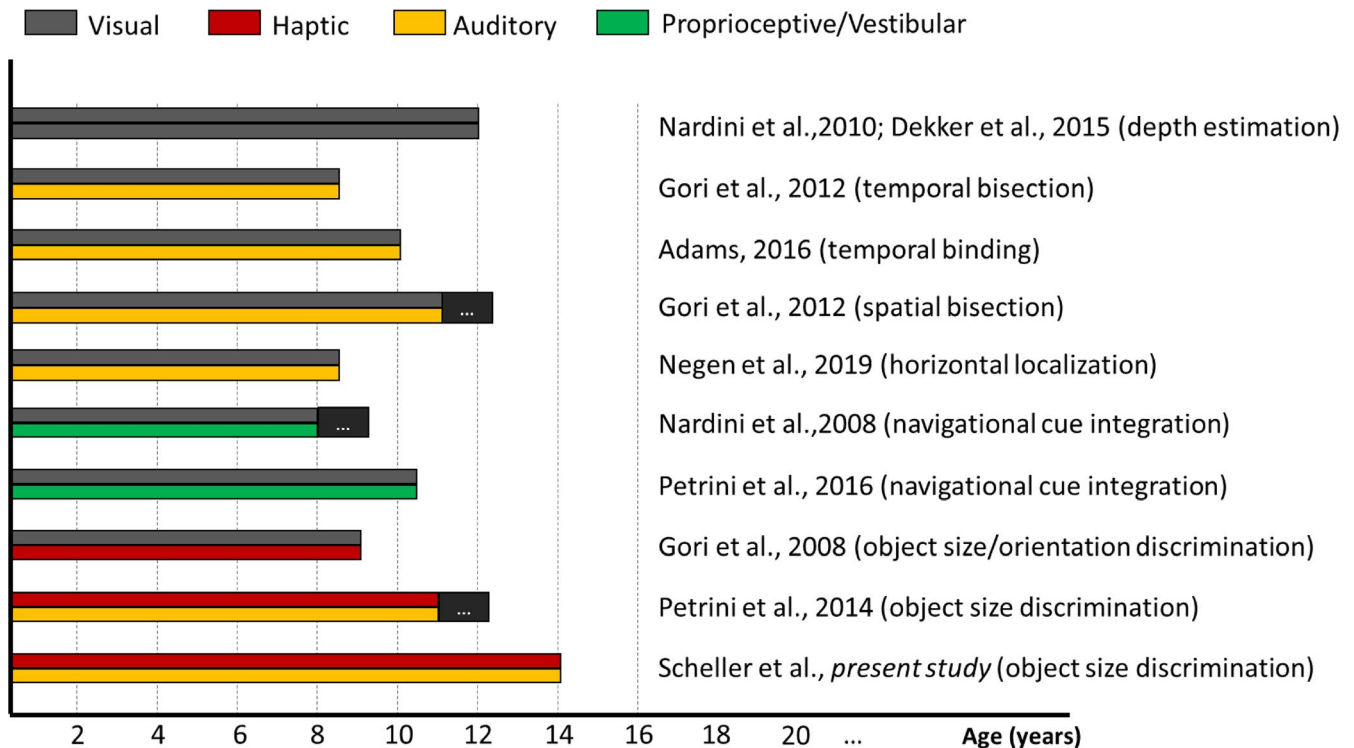 Visual Haptic Auditory Proprioceptive/Vestibular
Nardini et al.,2010; Dekker et al., 2015 (depth estimation)
Gori et al., 2012 (temporal bisection)
Adams, 2016 (temporal binding)
Gori et al., 2012 (spatial bisection)
...
Negen et al., 2019 (horizontal localization)
Nardini et al.,2008 (navigational cue integration)
...
Petrini et al., 2016 (navigational cue integration)
Gori et al., 2008 (object size/orientation discrimination)
Petrini et al., 2014 (object size discrimination)
...
Scheller et al., present study (object size discrimination)
2 4 6 8 10 12 14 16 18 20 ... Age (years)